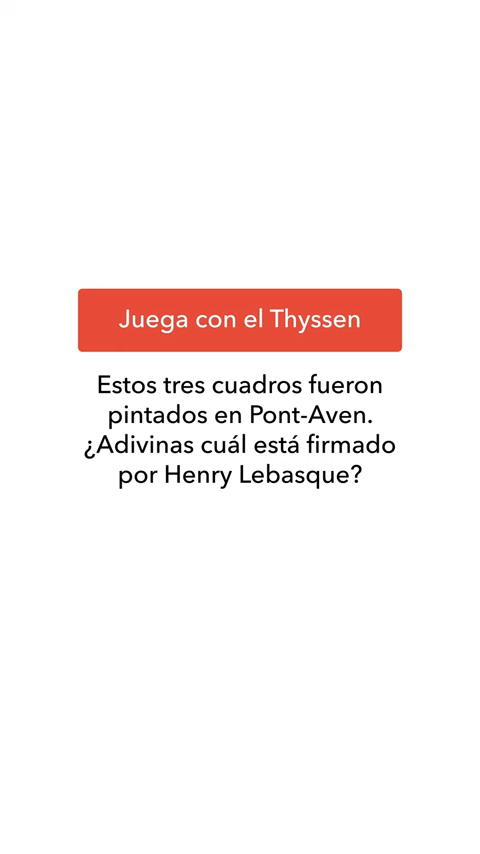 Juega con el Thyssen
Estos tres cuadros fueron
pintados en Pont-Aven.
¿Adivinas cuál está firmado
por Henry Lebasque?